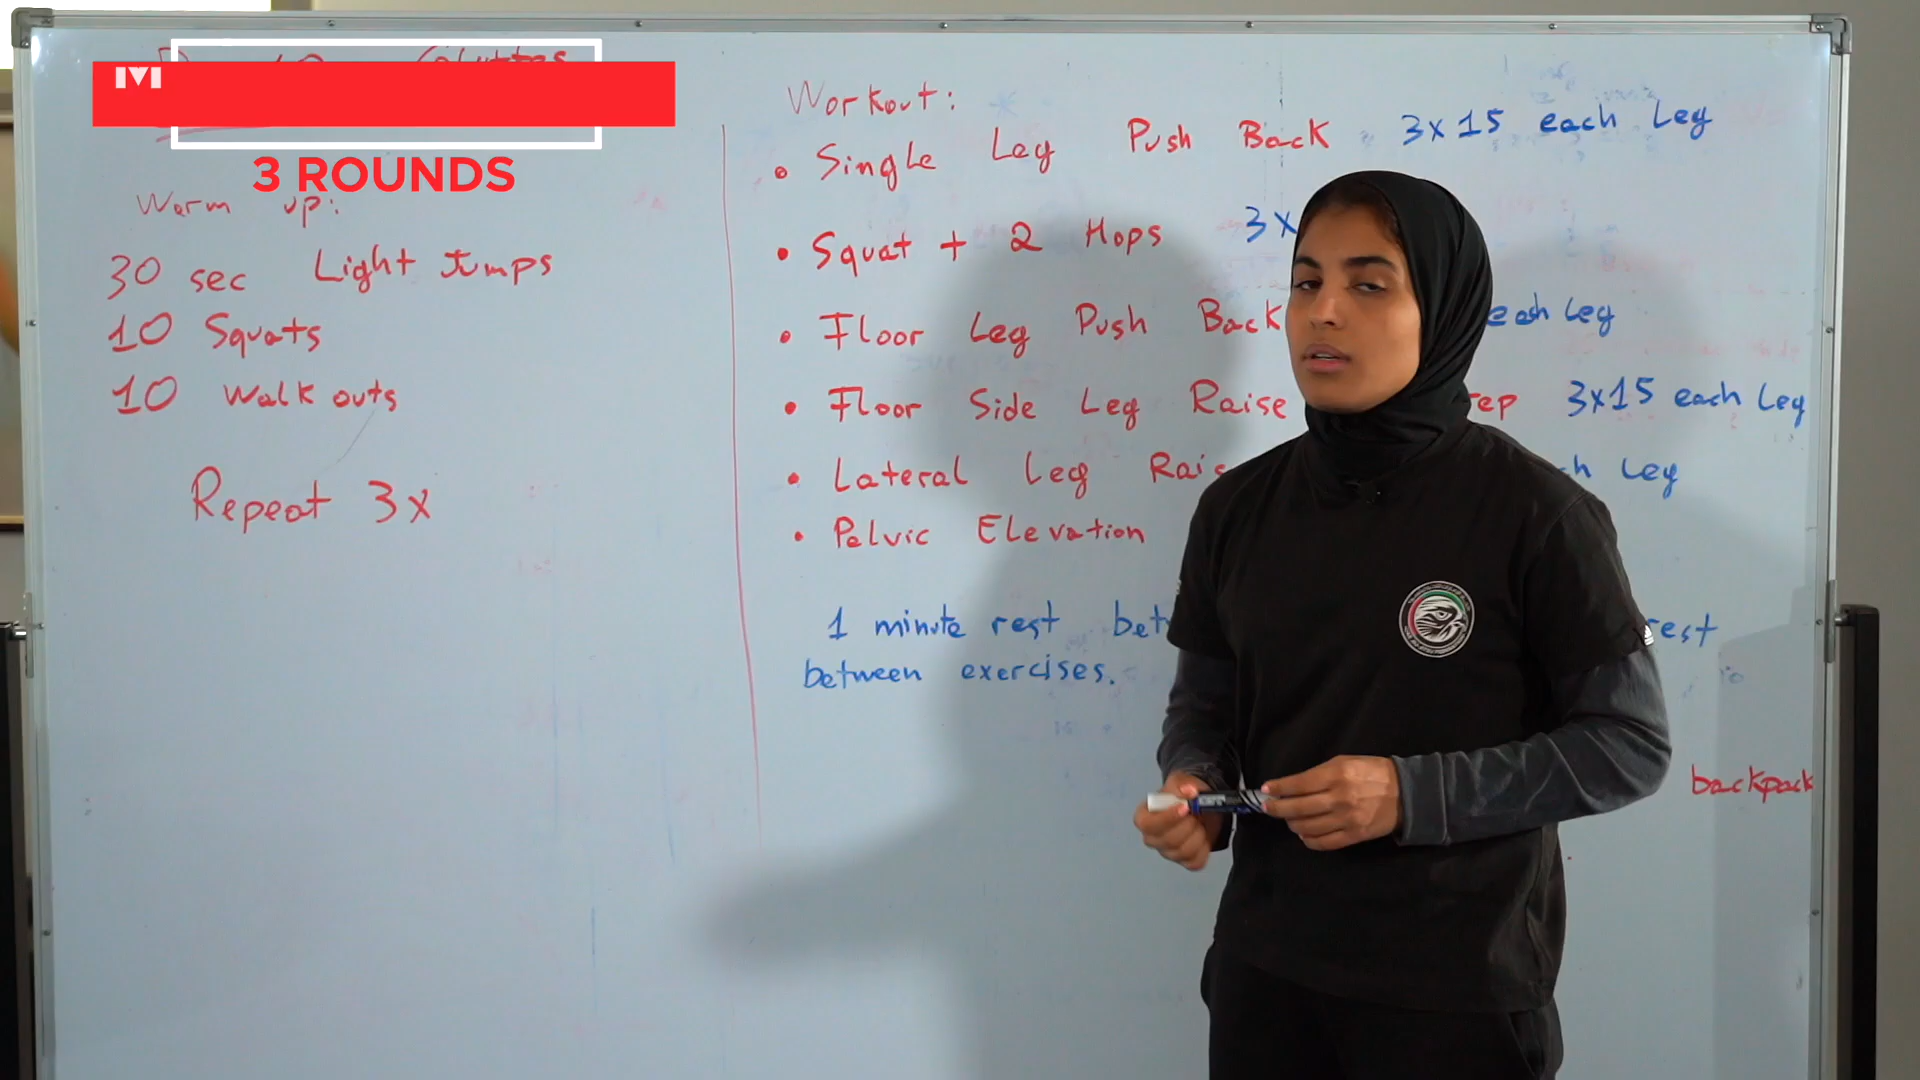 Glutes
3 ROUNDS
Warm up:
30 sec Light Jumps
10 Squats
10 Walk outs
Repeat 3x
Workout:
• Single Leg Push Back 3x15 each Leg
• Squat + 2 Hops 3x
• Floor Leg Push Back each Leg
• Floor Side Leg Raise 3x15 each Leg
• Lateral Leg Leg
• Pelvic Elevation
1 minute rest rest
between exercises.
backpack